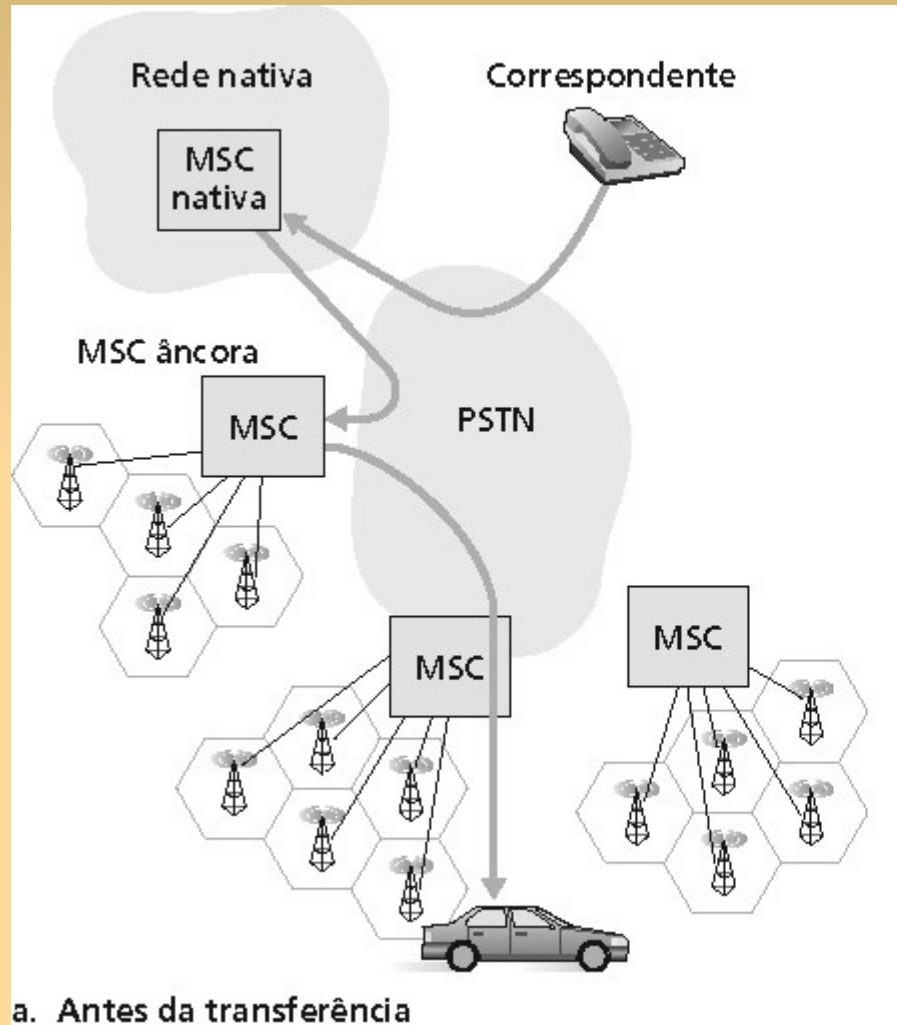 Rede nativa
Correspondente
MSC
nativa
MSC âncora
MSC
PSTN
MSC
MSC
a. Antes da transferência